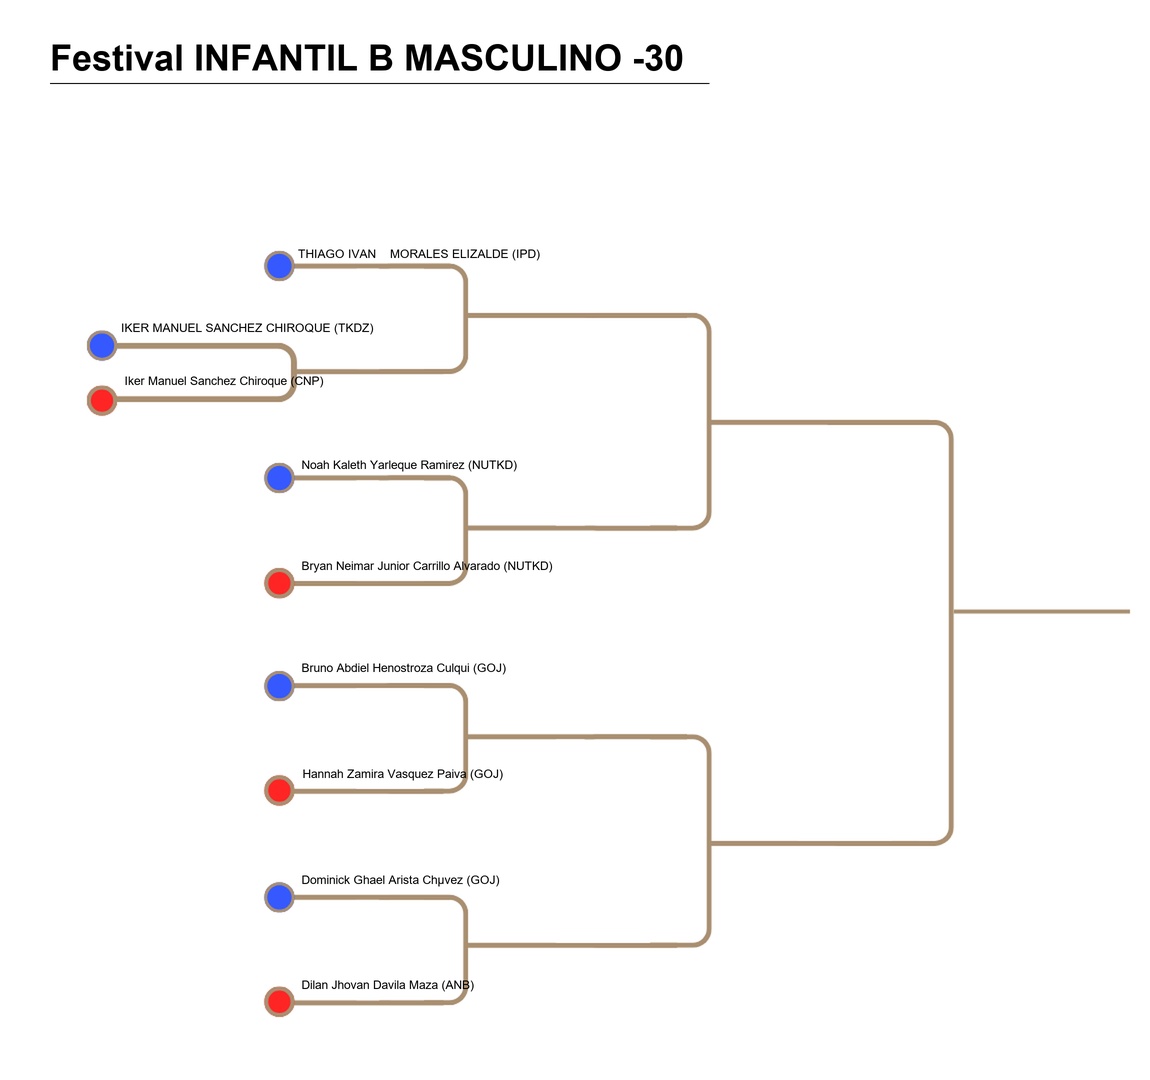 Festival INFANTIL B MASCULINO -30
THIAGO IVAN    MORALES ELIZALDE (IPD)
IKER MANUEL SANCHEZ CHIROQUE (TKDZ)
Iker Manuel Sanchez Chiroque (CNP)
Noah Kaleth Yarleque Ramirez (NUTKD)
Bryan Neimar Junior Carrillo Alvarado (NUTKD)
Bruno Abdiel Henostroza Culqui (GOJ)
Hannah Zamira Vasquez Paiva (GOJ)
Dominick Ghael Arista Chµvez (GOJ)
Dilan Jhovan Davila Maza (ANB)